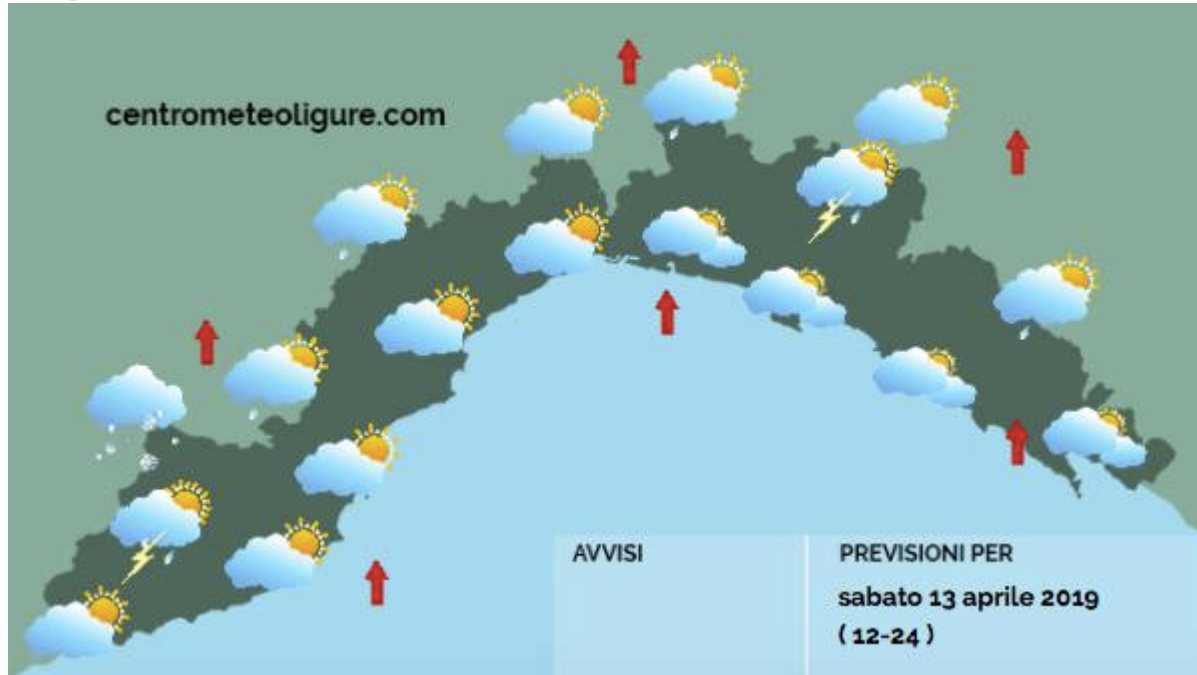 centrometeoligure.com
AVVISI
PREVISIONI PER
sabato 13 aprile 2019
( 12-24 )